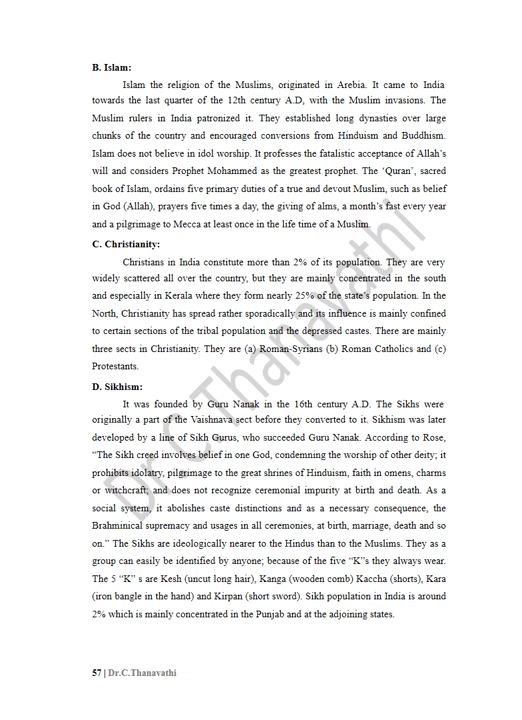 B. Islam:
Islam the religion of the Muslims, originated in Arebia. It came to India
towards the last quarter of the 12th century A.D, with the Muslim invasions. The
Muslim rulers in India patronized it. They established long dynasties over large
chunks of the country and encouraged conversions from Hinduism and Buddhism.
Islam does not believe in idol worship. It professes the fatalistic acceptance of Allah's
will and considers Prophet Mohammed as the greatest prophet. The 'Quran', sacred
book of Islam, ordains five primary duties of a true and devout Muslim, such as belief
in God (Allah), prayers five times a day, the giving of alms, a month's fast every year
and a pilgrimage to Mecca at least once in the life time of a Muslim.
C. Christianity:
Christians in India constitute more than 2% of its population. They are very
widely scattered all over the country, but they are mainly concentrated in the south
and especially in Kerala where they form nearly 25% of the state's population. In the
North, Christianity has spread rather sporadically and its influence is mainly confined
to certain sections of the tribal population and the depressed castes. There are mainly
three sects in Christianity. They are (a) Roman-Syrians (b) Roman Catholics and (c)
Protestants.
D. Sikhism:
It was founded by Guru Nanak in the 16th century A.D. The Sikhs were
originally a part of the Vaishnava sect before they converted to it. Sikhism was later
developed by a line of Sikh Gurus, who succeeded Guru Nanak. According to Rose,
"The Sikh creed involves belief in one God, condemning the worship of other deity; it
prohibits idolatry, pilgrimage to the great shrines of Hinduism, faith in omens, charms
or witchcraft; and does not recognize ceremonial impurity at birth and death. As a
social system, it abolishes caste distinctions and as a necessary consequence, the
Brahminical supremacy and usages in all ceremonies, at birth, marriage, death and so
on." The Sikhs are ideologically nearer to the Hindus than to the Muslims. They as a
group can easily be identified by anyone; because of the five "K"s they always wear.
The 5 "K" s are Kesh (uncut long hair), Kanga (wooden comb) Kaccha (shorts), Kara
(iron bangle in the hand) and Kirpan (short sword). Sikh population in India is around
2% which is mainly concentrated in the Punjab and at the adjoining states.
Dr.C.Thanavathi
57 | Dr.C.Thanavathi